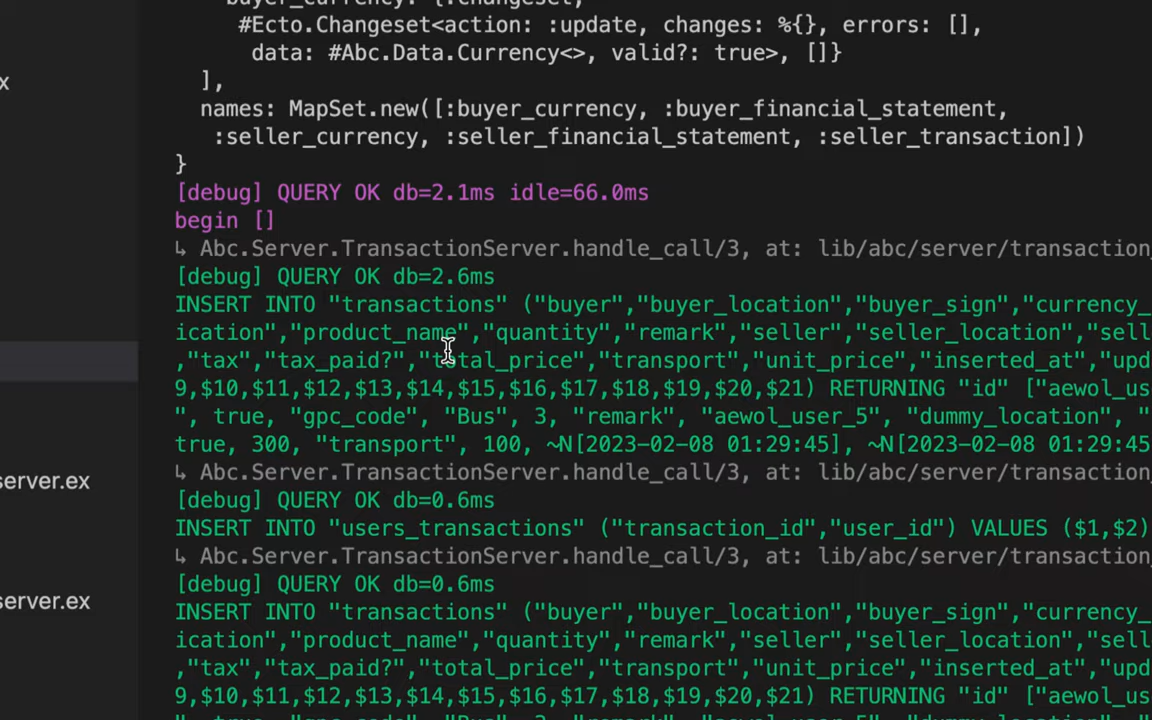 buyer_currency: {:changeset,
#Ecto.Changeset<action: :update, changes: %{}, errors: [],
data: #Abc.Data.Currency<>, valid?: true>, []}
x
],
names: MapSet.new([:buyer_currency, :buyer_financial_statement,
:seller_currency, :seller_financial_statement, :seller_transaction])
}
[debug] QUERY OK db=2.1ms idle=66.0ms
begin []
↳ Abc.Server.TransactionServer.handle_call/3, at: lib/abc/server/transaction_
[debug] QUERY OK db=2.6ms
INSERT INTO "transactions" ("buyer","buyer_location","buyer_sign","currency_
ication","product_name","quantity","remark","seller","seller_location","sell
,"tax","tax_paid?","total_price","transport","unit_price","inserted_at","upd
9,$10,$11,$12,$13,$14,$15,$16,$17,$18,$19,$20,$21) RETURNING "id" ["aewol_us
", true, "gpc_code", "Bus", 3, "remark", "aewol_user_5", "dummy_location", "
true, 300, "transport", 100, ~N[2023-02-08 01:29:45], ~N[2023-02-08 01:29:45
↳ Abc.Server.TransactionServer.handle_call/3, at: lib/abc/server/transaction_
server.ex
[debug] QUERY OK db=0.6ms
INSERT INTO "users_transactions" ("transaction_id","user_id") VALUES ($1,$2)
↳ Abc.Server.TransactionServer.handle_call/3, at: lib/abc/server/transaction_
[debug] QUERY OK db=0.6ms
server.ex
INSERT INTO "transactions" ("buyer","buyer_location","buyer_sign","currency_
ication","product_name","quantity","remark","seller","seller_location","sell
,"tax","tax_paid?","total_price","transport","unit_price","inserted_at","upd
9,$10,$11,$12,$13,$14,$15,$16,$17,$18,$19,$20,$21) RETURNING "id" ["aewol_us